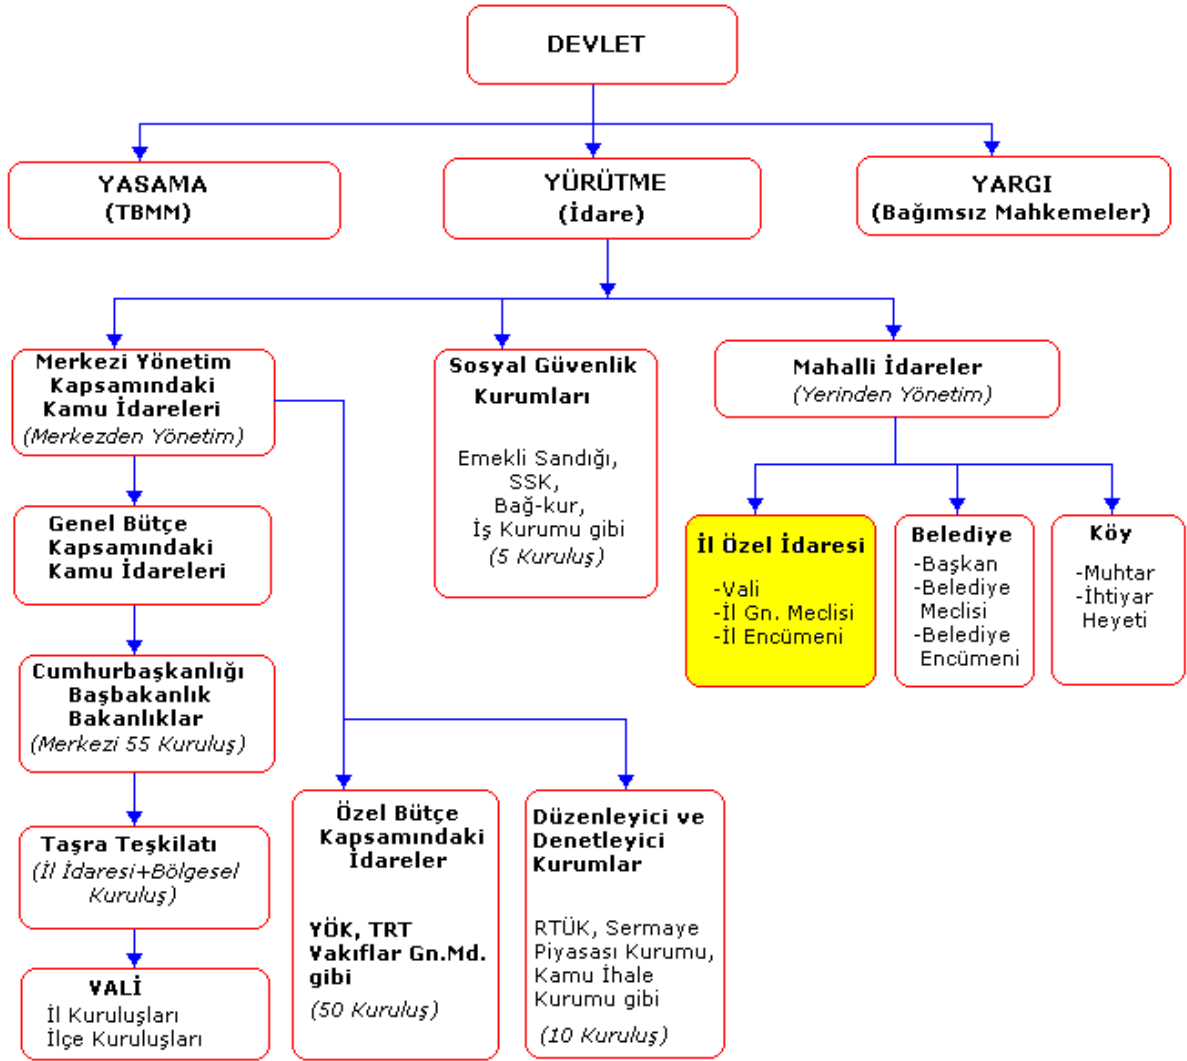 DEVLET
YASAMA
(TBMM)
YÜRÜTME
(İdare)
YARGI
(Bağımsız Mahkemeler)
Merkezi Yönetim
Kapsamındaki
Kamu İdareleri
(Merkezden Yönetim)
Sosyal Güvenlik
Kurumları
Emekli Sandığı,
SSK,
Bağ-kur,
İş Kurumu gibi
(5 Kuruluş)
Mahalli İdareler
(Yerinden Yönetim)
Genel Bütçe
Kapsamındaki
Kamu İdareleri
İl Özel İdaresi
-Vali
-İl Gn. Meclisi
-İl Encümeni
Belediye
-Başkan
-Belediye
Meclisi
-Belediye
Encümeni
Köy
-Muhtar
-İhtiyar
Heyeti
Cumhurbaşkanlığı
Başbakanlık
Bakanlıklar
(Merkezi 55 Kuruluş)
Taşra Teşkilatı
(İl İdaresi+Bölgesel
Kuruluş)
VALİ
İl Kuruluşları
İlçe Kuruluşları
Özel Bütçe
Kapsamındaki
İdareler
YÖK, TRT
Vakıflar Gn.Md.
gibi
(50 Kuruluş)
Düzenleyici ve
Denetleyici
Kurumlar
RTÜK, Sermaye
Piyasası Kurumu,
Kamu İhale
Kurumu gibi
(10 Kuruluş)